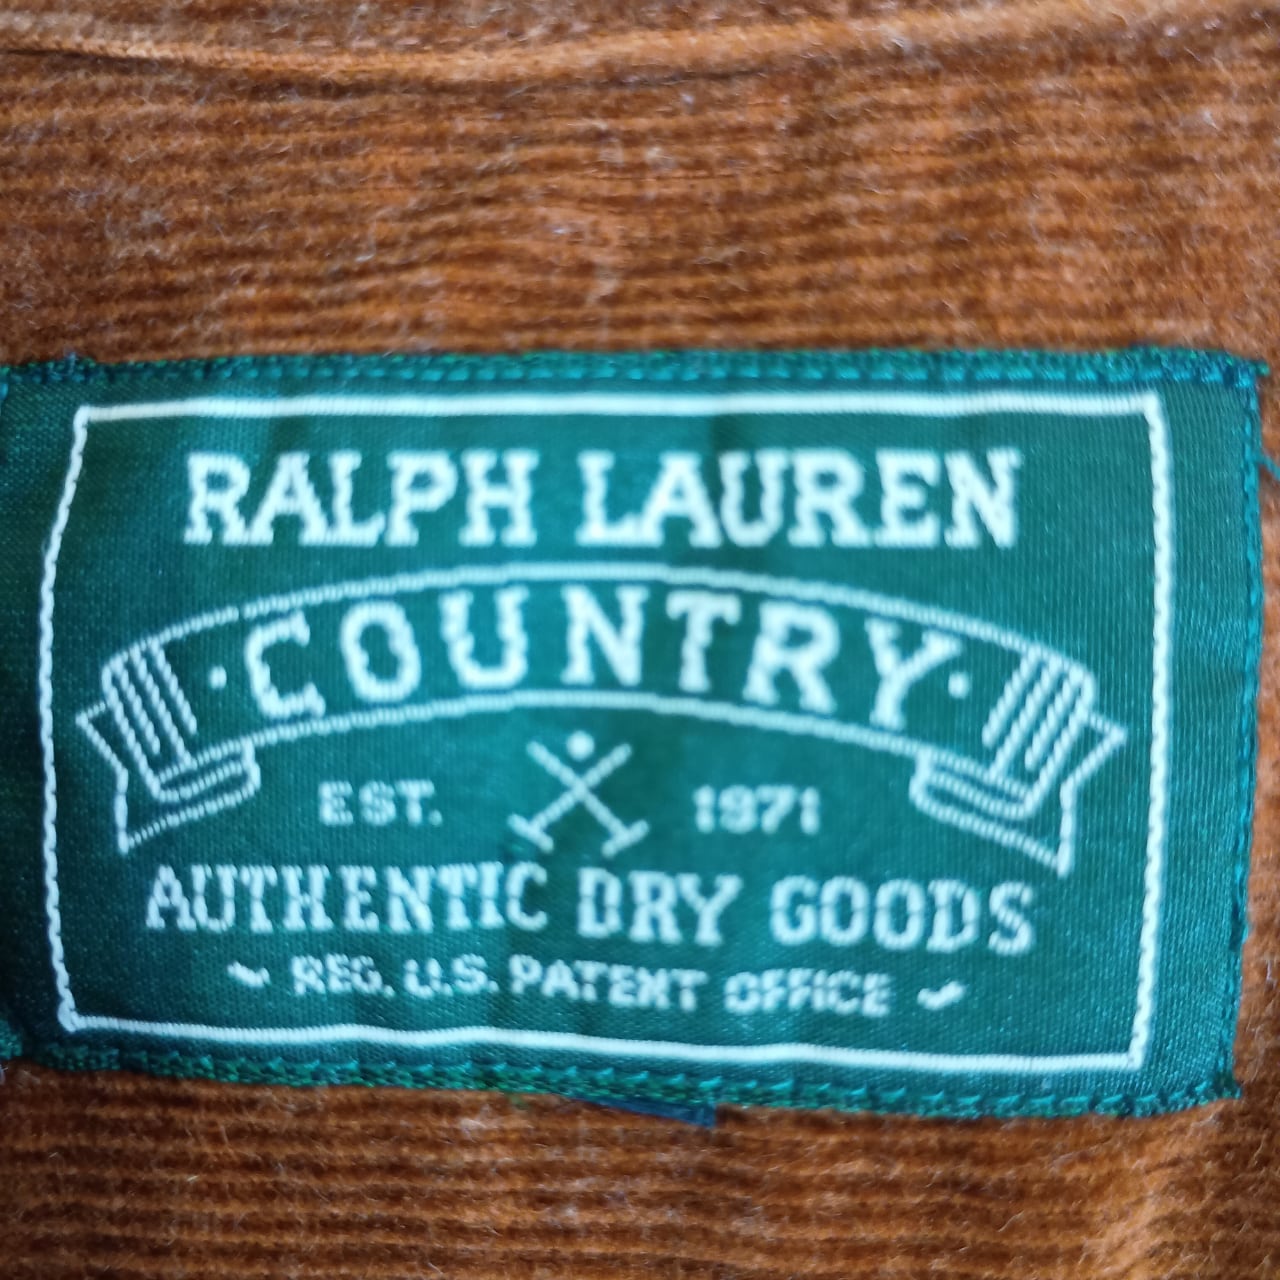 RALPH LAUREN
·COUNTRY·
EST. 1971
AUTHENTIC DRY GOODS
~ REG. U.S. PATENT OFFICE ~